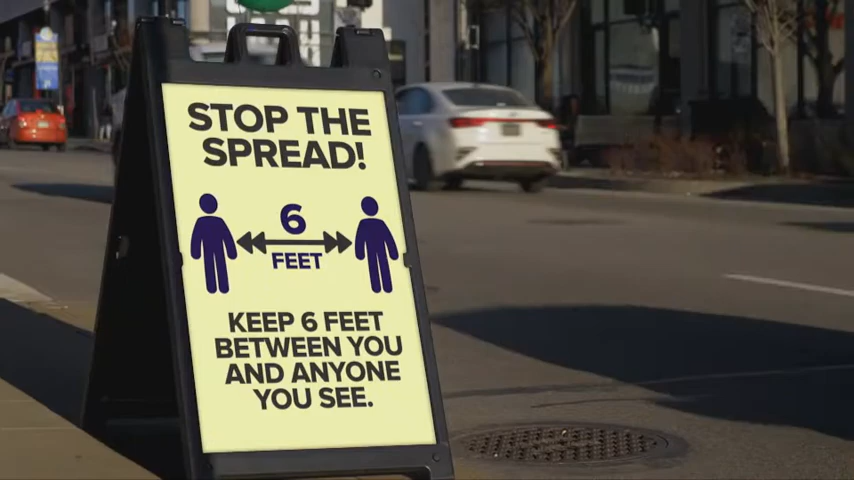 STOP THE
SPREAD!
6
FEET
KEEP 6 FEET
BETWEEN YOU
AND ANYONE
YOU SEE.